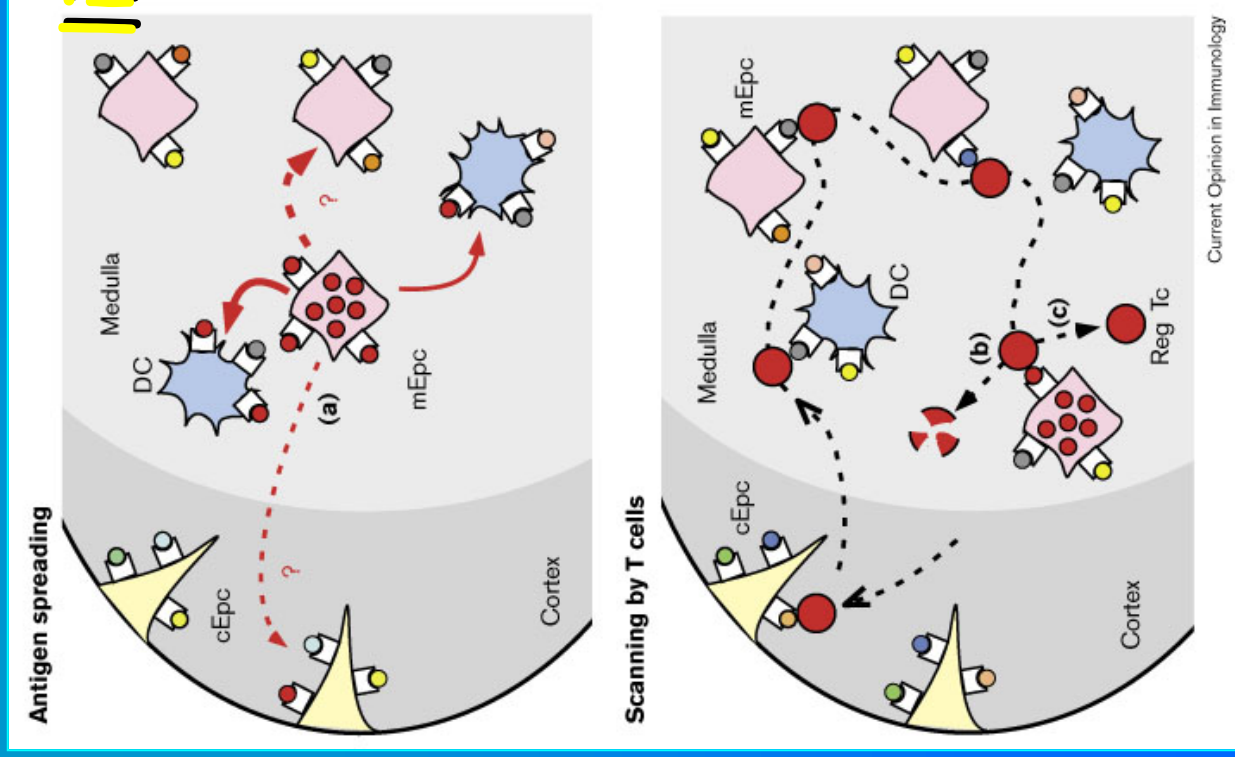 Antigen spreading
cEpc
Cortex
DC
Medulla
mEpc
(a)
?
?
Scanning by T cells
cEpc
Cortex
Medulla
DC
mEpc
(b)
(c)
Reg Tc
Current Opinion in Immunology